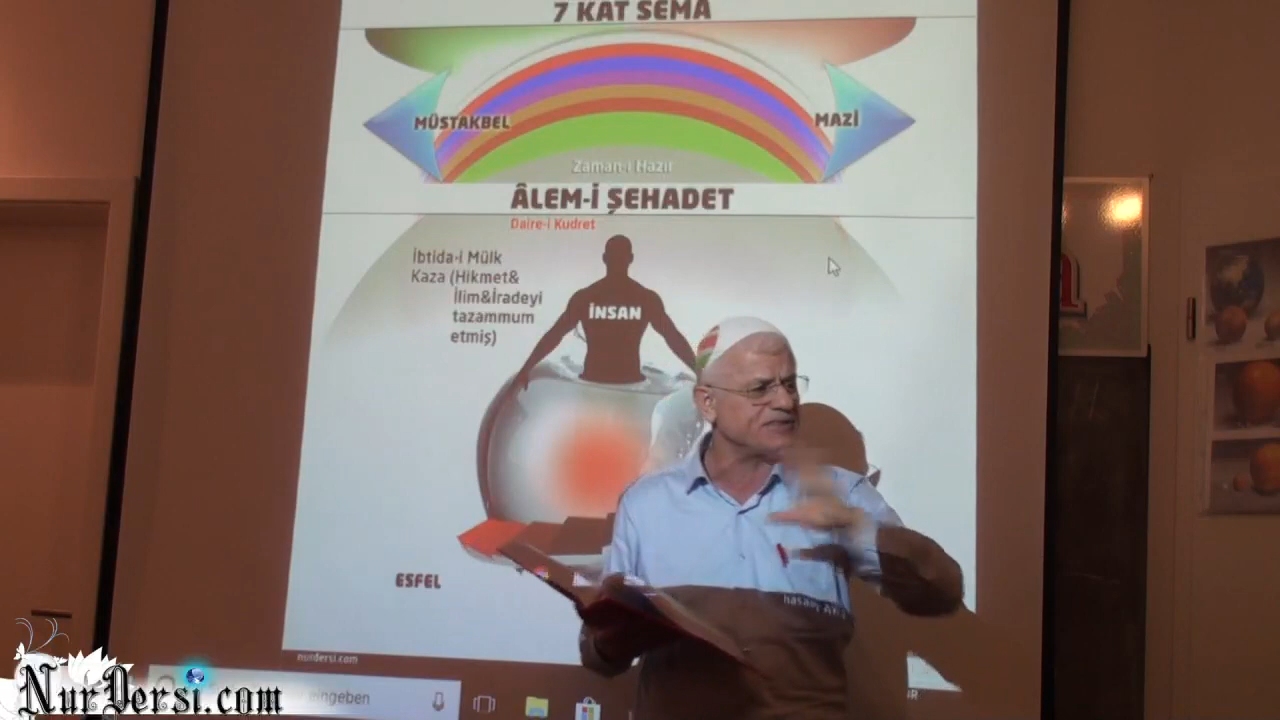 7 KAT SEMA
MÜSTAKBEL
MAZİ
Zaman-ı Hazır
ÂLEM-İ ŞEHADET
Daire-i Kudret
İbtida-i Mülk
Kaza (Hikmet&
İlim&İradeyi
tazammum
etmiş)
İNSAN
ESFEL
nurdersi.com
eingeben
NurDersi.com